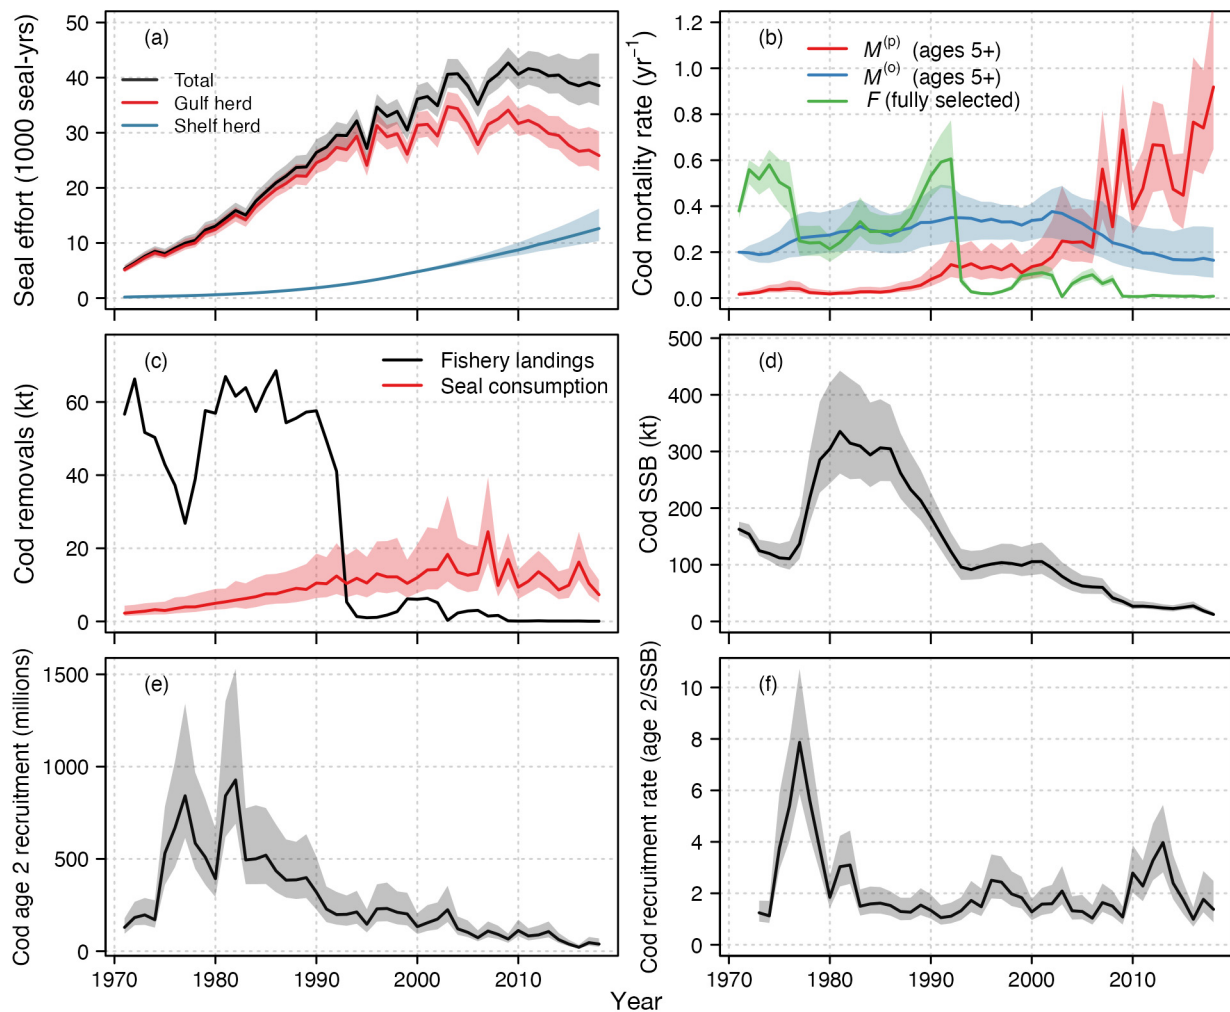 (a)
Total
Gulf herd
Shelf herd
Seal effort (1000 seal-yrs)
50
40
30
20
10
0
(b)
M(p) (ages 5+)
M(o) (ages 5+)
F (fully selected)
Cod mortality rate (yr−1)
1.2
1.0
0.8
0.6
0.4
0.2
0.0
(c)
Fishery landings
Seal consumption
Cod removals (kt)
60
40
20
0
(d)
Cod SSB (kt)
500
400
300
200
100
0
(e)
Cod age 2 recruitment (millions)
1500
1000
500
0
1970 1980 1990 2000 2010
(f)
Cod recruitment rate (age 2/SSB)
10
8
6
4
2
0
1970 1980 1990 2000 2010
Year